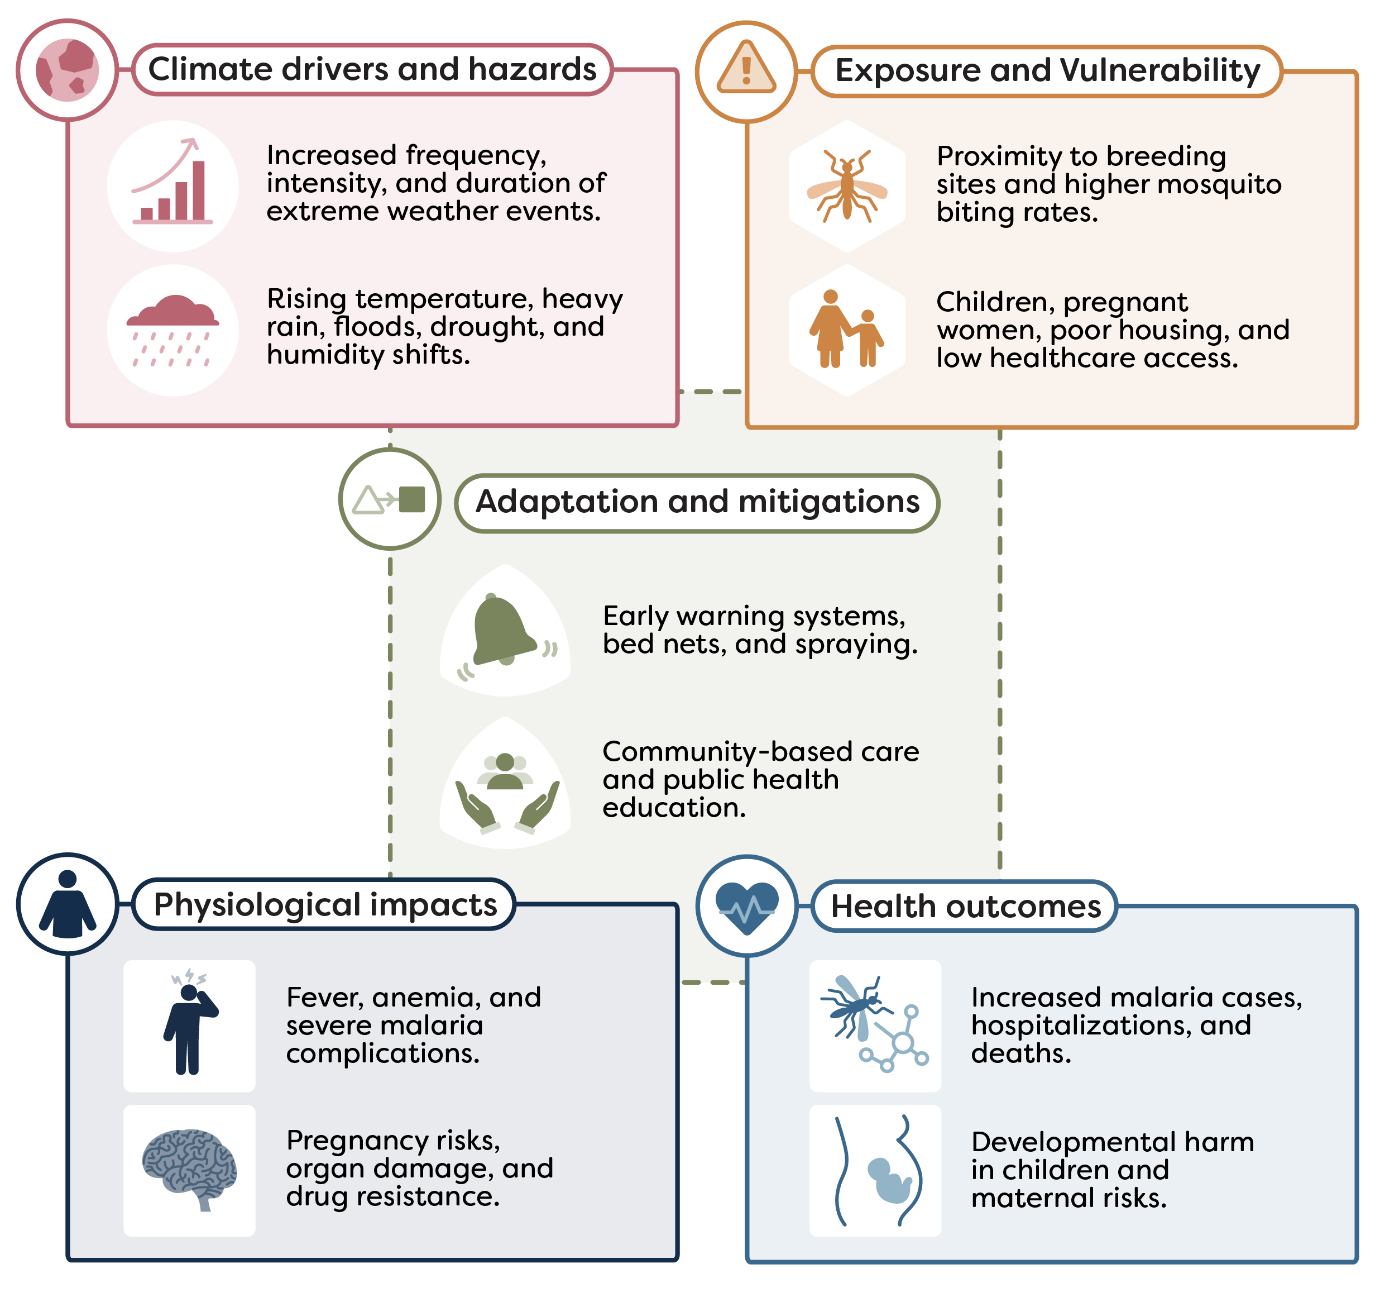 Climate drivers and hazards
Increased frequency,
intensity, and duration of
extreme weather events.
Rising temperature, heavy
rain, floods, drought, and
humidity shifts.
Exposure and Vulnerability
Proximity to breeding
sites and higher mosquito
biting rates.
Children, pregnant
women, poor housing, and
low healthcare access.
Adaptation and mitigations
Early warning systems,
bed nets, and spraying.
Community-based care
and public health
education.
Physiological impacts
Fever, anemia, and
severe malaria
complications.
Pregnancy risks,
organ damage, and
drug resistance.
Health outcomes
Increased malaria cases,
hospitalizations, and
deaths.
Developmental harm
in children and
maternal risks.